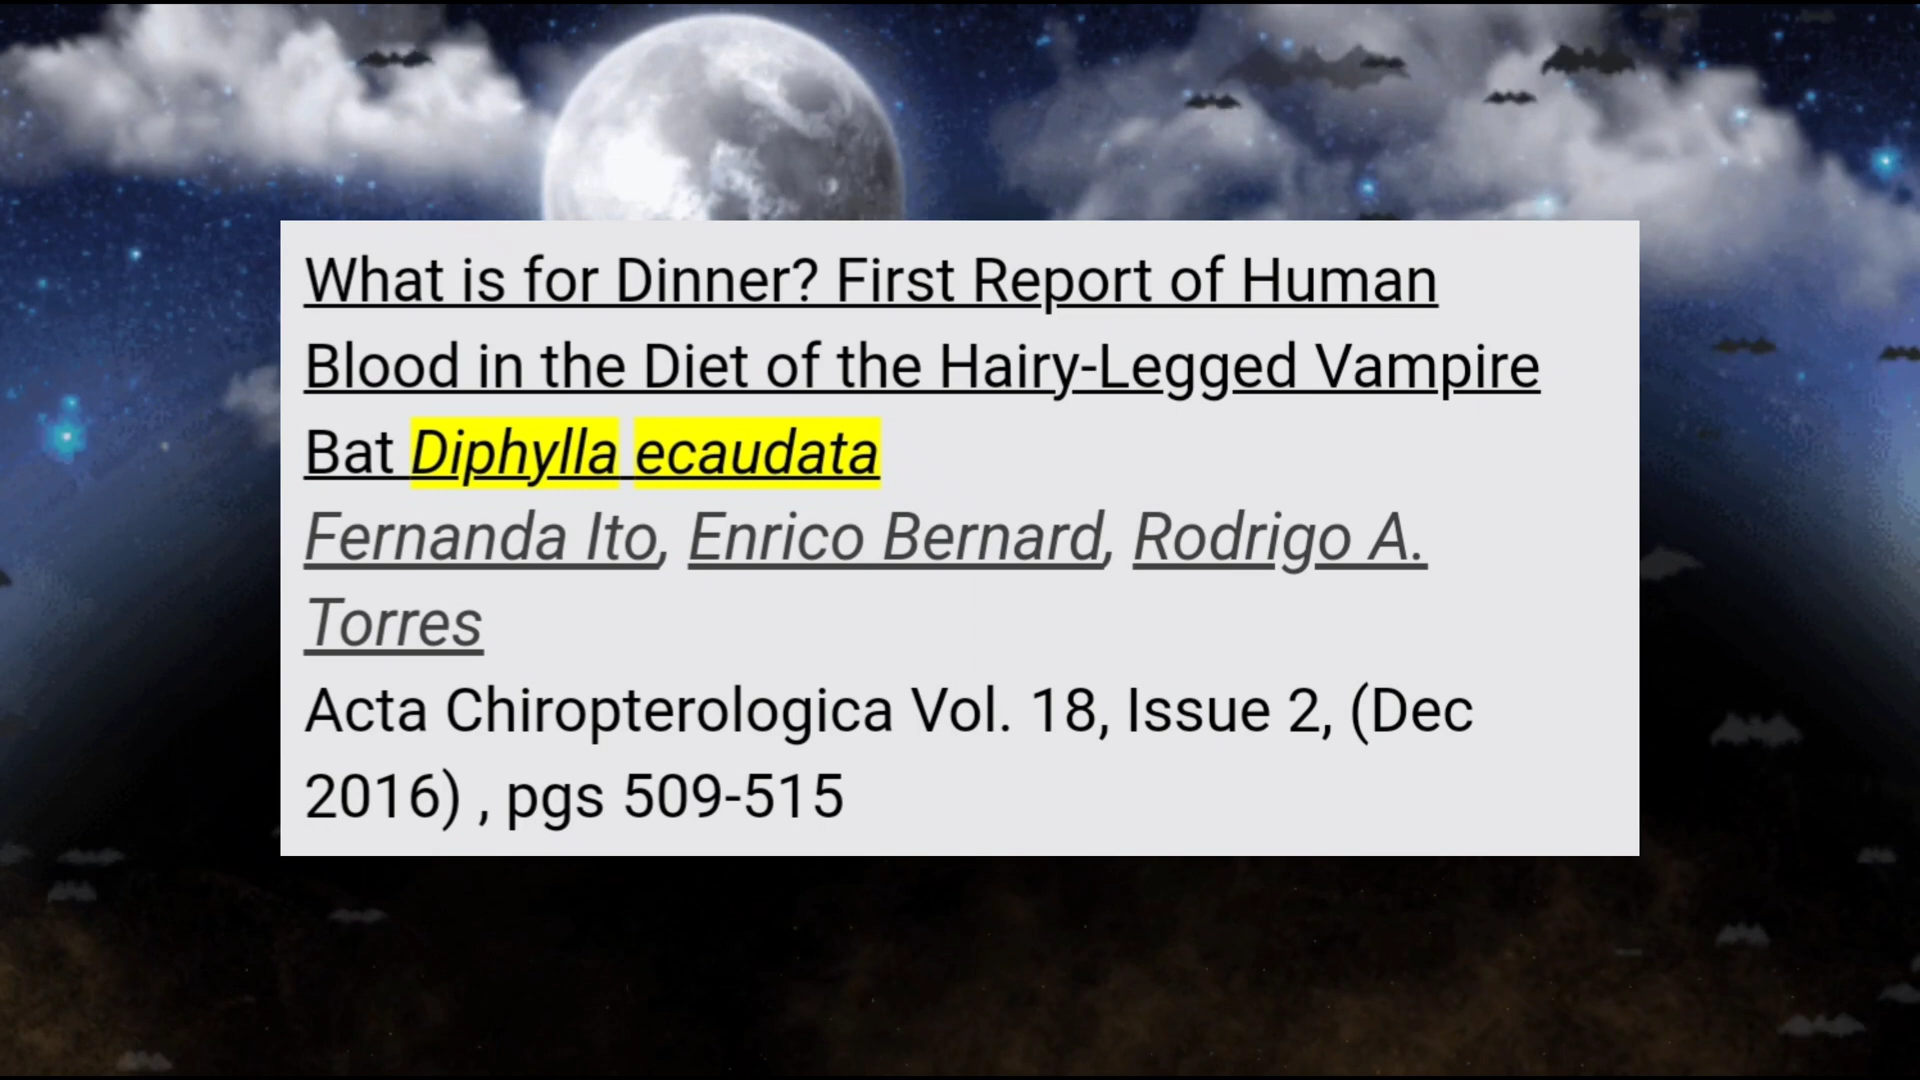 What is for Dinner? First Report of Human
Blood in the Diet of the Hairy-Legged Vampire
Bat Diphylla ecaudata
Fernanda Ito, Enrico Bernard, Rodrigo A.
Torres
Acta Chiropterologica Vol. 18, Issue 2, (Dec
2016) , pgs 509-515